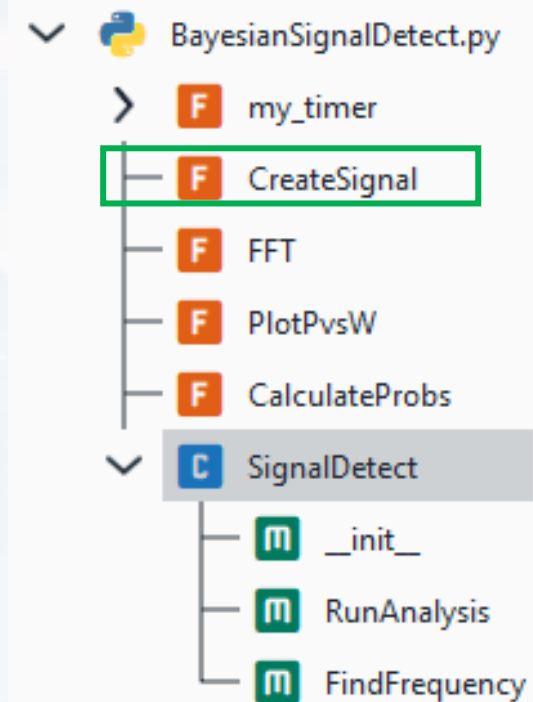 BayesianSignalDetect.py
F my_timer
F CreateSignal
F FFT
F PlotPvsW
F CalculateProbs
C SignalDetect
m __init__
m RunAnalysis
m FindFrequency